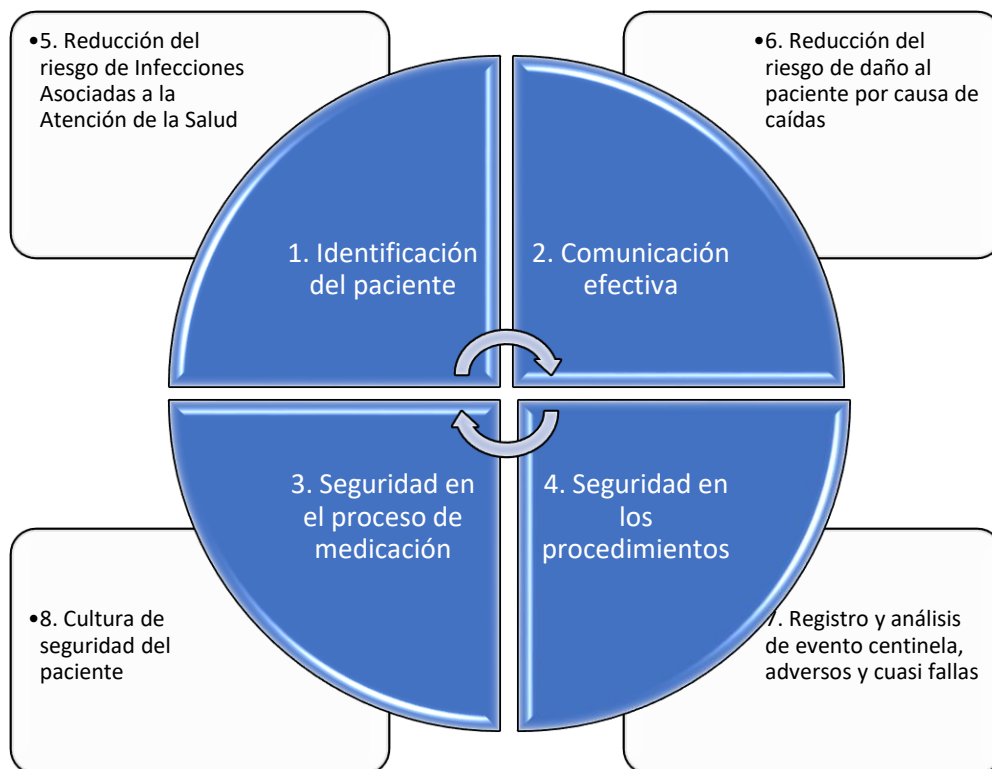 •5. Reducción del
riesgo de Infecciones
Asociadas a la
Atención de la Salud
•6. Reducción del
riesgo de daño al
paciente por causa de
caídas
1. Identificación
del paciente
2. Comunicación
efectiva
3. Seguridad en
el proceso de
medicación
4. Seguridad en
los
procedimientos
•8. Cultura de
seguridad del
paciente
7. Registro y análisis
de evento centinela,
adversos y cuasi fallas